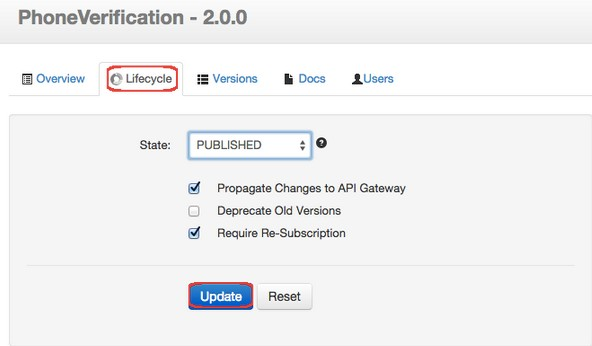 PhoneVerification - 2.0.0
Overview Lifecycle Versions Docs Users
State: PUBLISHED ?
Propagate Changes to API Gateway
Deprecate Old Versions
Require Re-Subscription
Update Reset